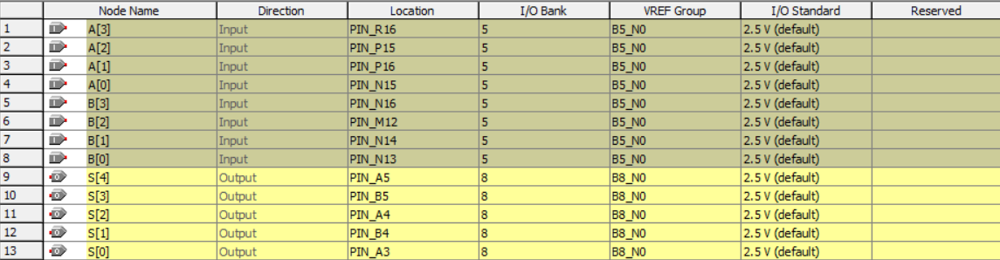 Node Name Direction Location I/O Bank VREF Group I/O Standard Reserved
1 A[3] Input PIN_R16 5 B5_N0 2.5 V (default)
2 A[2] Input PIN_P15 5 B5_N0 2.5 V (default)
3 A[1] Input PIN_P16 5 B5_N0 2.5 V (default)
4 A[0] Input PIN_N15 5 B5_N0 2.5 V (default)
5 B[3] Input PIN_N16 5 B5_N0 2.5 V (default)
6 B[2] Input PIN_M12 5 B5_N0 2.5 V (default)
7 B[1] Input PIN_N14 5 B5_N0 2.5 V (default)
8 B[0] Input PIN_N13 5 B5_N0 2.5 V (default)
9 S[4] Output PIN_A5 8 B8_N0 2.5 V (default)
10 S[3] Output PIN_B5 8 B8_N0 2.5 V (default)
11 S[2] Output PIN_A4 8 B8_N0 2.5 V (default)
12 S[1] Output PIN_B4 8 B8_N0 2.5 V (default)
13 S[0] Output PIN_A3 8 B8_N0 2.5 V (default)